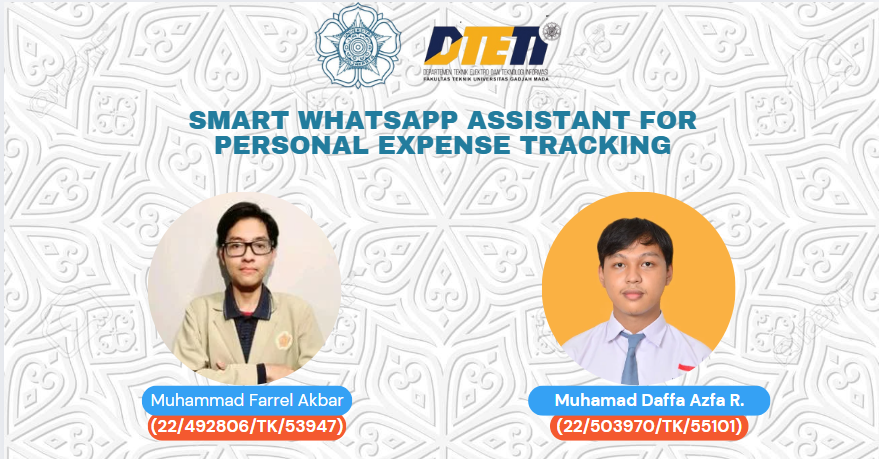 DTETI
DEPARTEMEN TEKNIK ELEKTRO DAN TEKNOLOGI INFORMASI
FAKULTAS TEKNIK UNIVERSITAS GADJAH MADA
SMART WHATSAPP ASSISTANT FOR
PERSONAL EXPENSE TRACKING
Muhammad Farrel Akbar
(22/492806/TK/53947)
Muhamad Daffa Azfa R.
(22/503970/TK/55101)